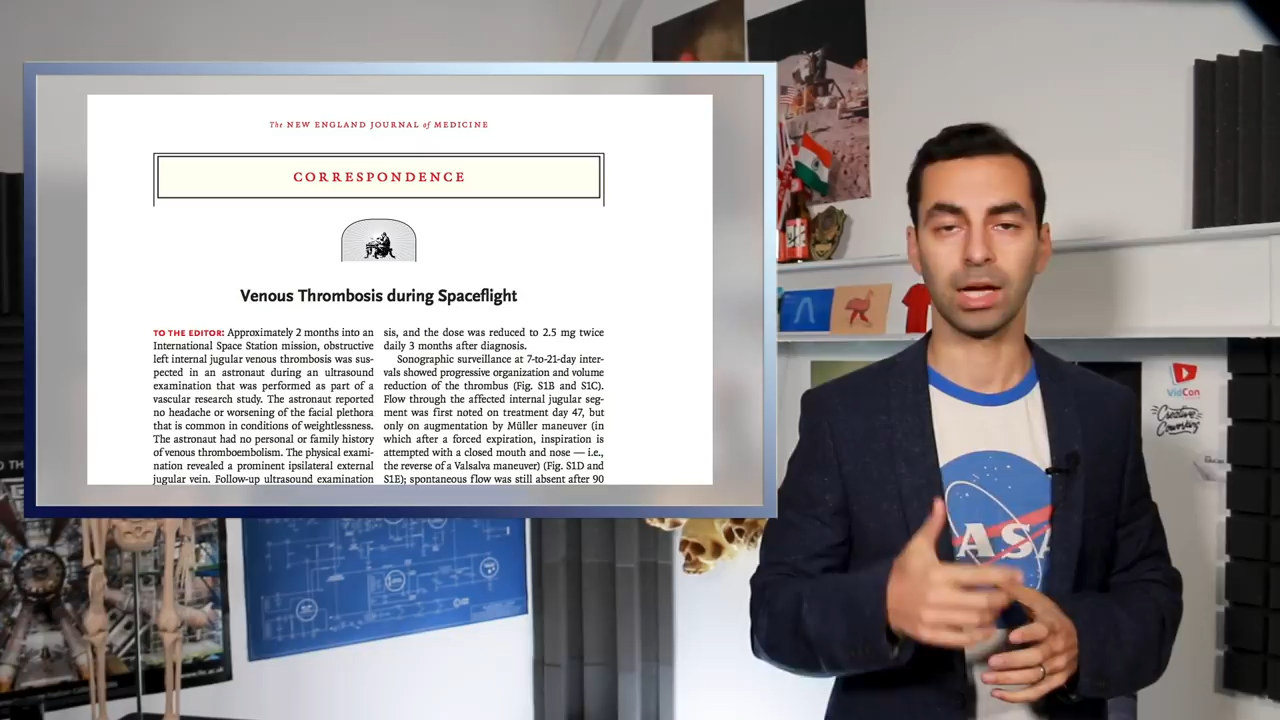 The NEW ENGLAND JOURNAL of MEDICINE
CORRESPONDENCE
Venous Thrombosis during Spaceflight
TO THE EDITOR: Approximately 2 months into an
International Space Station mission, obstructive
left internal jugular venous thrombosis was sus-
pected in an astronaut during an ultrasound
examination that was performed as part of a
vascular research study. The astronaut reported
no headache or worsening of the facial plethora
that is common in conditions of weightlessness.
The astronaut had no personal or family history
of venous thromboembolism. The physical exami-
nation revealed a prominent ipsilateral external
jugular vein. Follow-up ultrasound examination
sis, and the dose was reduced to 2.5 mg twice
daily 3 months after diagnosis.
Sonographic surveillance at 7-to-21-day inter-
vals showed progressive organization and volume
reduction of the thrombus (Fig. S1B and S1C).
Flow through the affected internal jugular seg-
ment was first noted on treatment day 47, but
only on augmentation by Müller maneuver (in
which after a forced expiration, inspiration is
attempted with a closed mouth and nose — i.e.,
the reverse of a Valsalva maneuver) (Fig. S1D and
S1E); spontaneous flow was still absent after 90
VidCon
Creative
Coworking
ASA